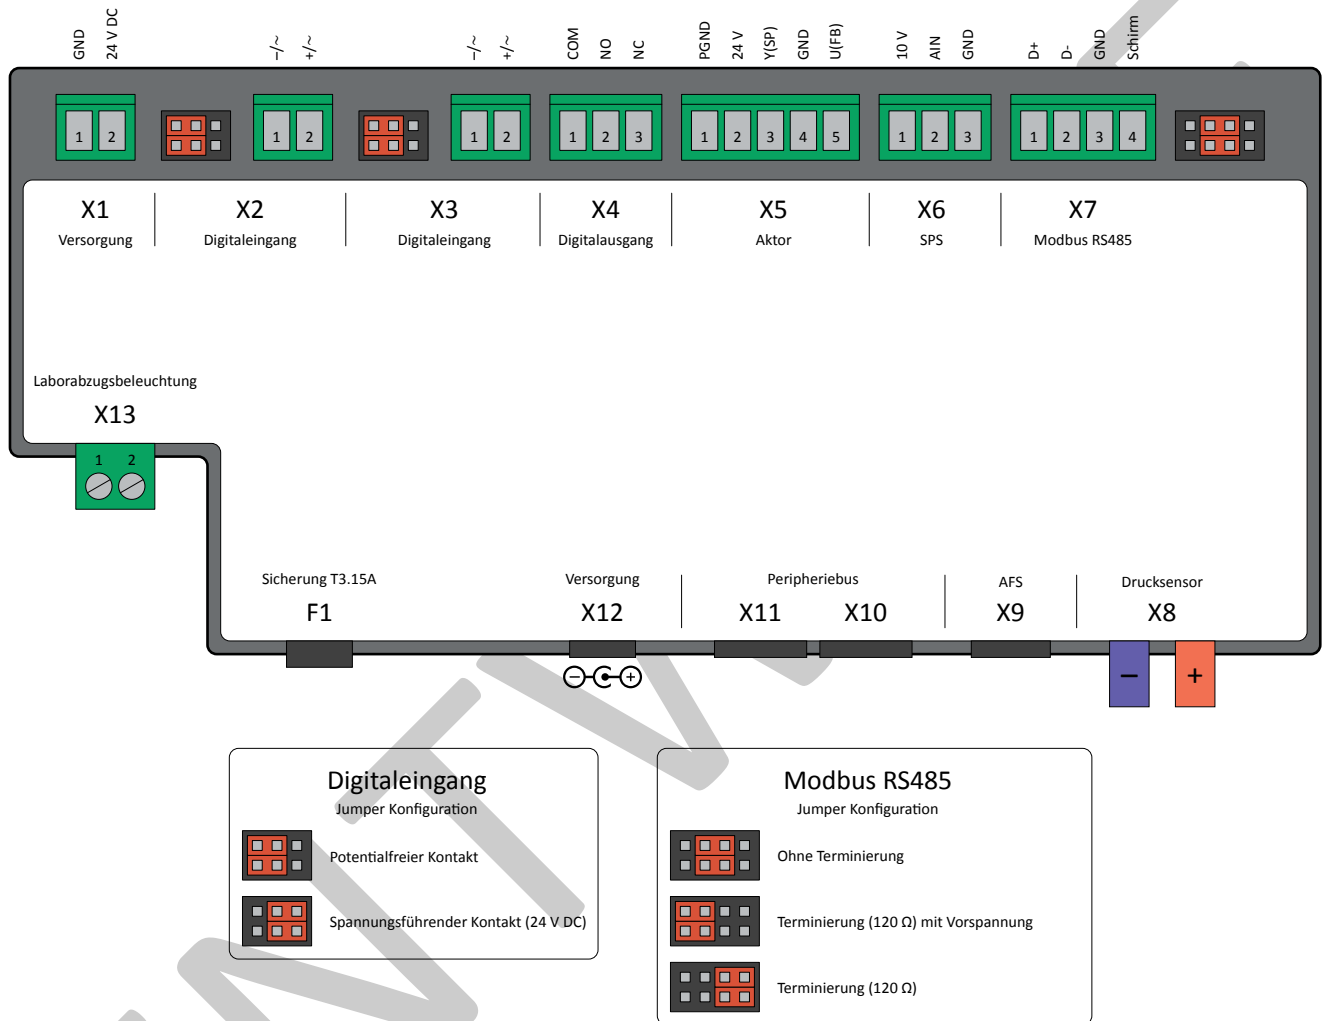 GND 24 V DC –/~ +/~ –/~ +/~ COM NO NC PGND 24 V Y(SP) GND U(FB) 10 V AIN GND D+ D- GND Schirm
1 2 1 2 1 2 1 2 3 1 2 3 4 5 1 2 3 1 2 3 4
X1 X2 X3 X4 X5 X6 X7
Versorgung Digitaleingang Digitaleingang Digitalausgang Aktor SPS Modbus RS485
Laborabzugsbeleuchtung
X13
1 2
Sicherung T3.15A Versorgung Peripheriebus AFS Drucksensor
F1 X12 X11 X10 X9 X8
– + – +
Digitaleingang
Jumper Konfiguration
Potentialfreier Kontakt
Spannungsführender Kontakt (24 V DC)
Modbus RS485
Jumper Konfiguration
Ohne Terminierung
Terminierung (120 Ω) mit Vorspannung
Terminierung (120 Ω)